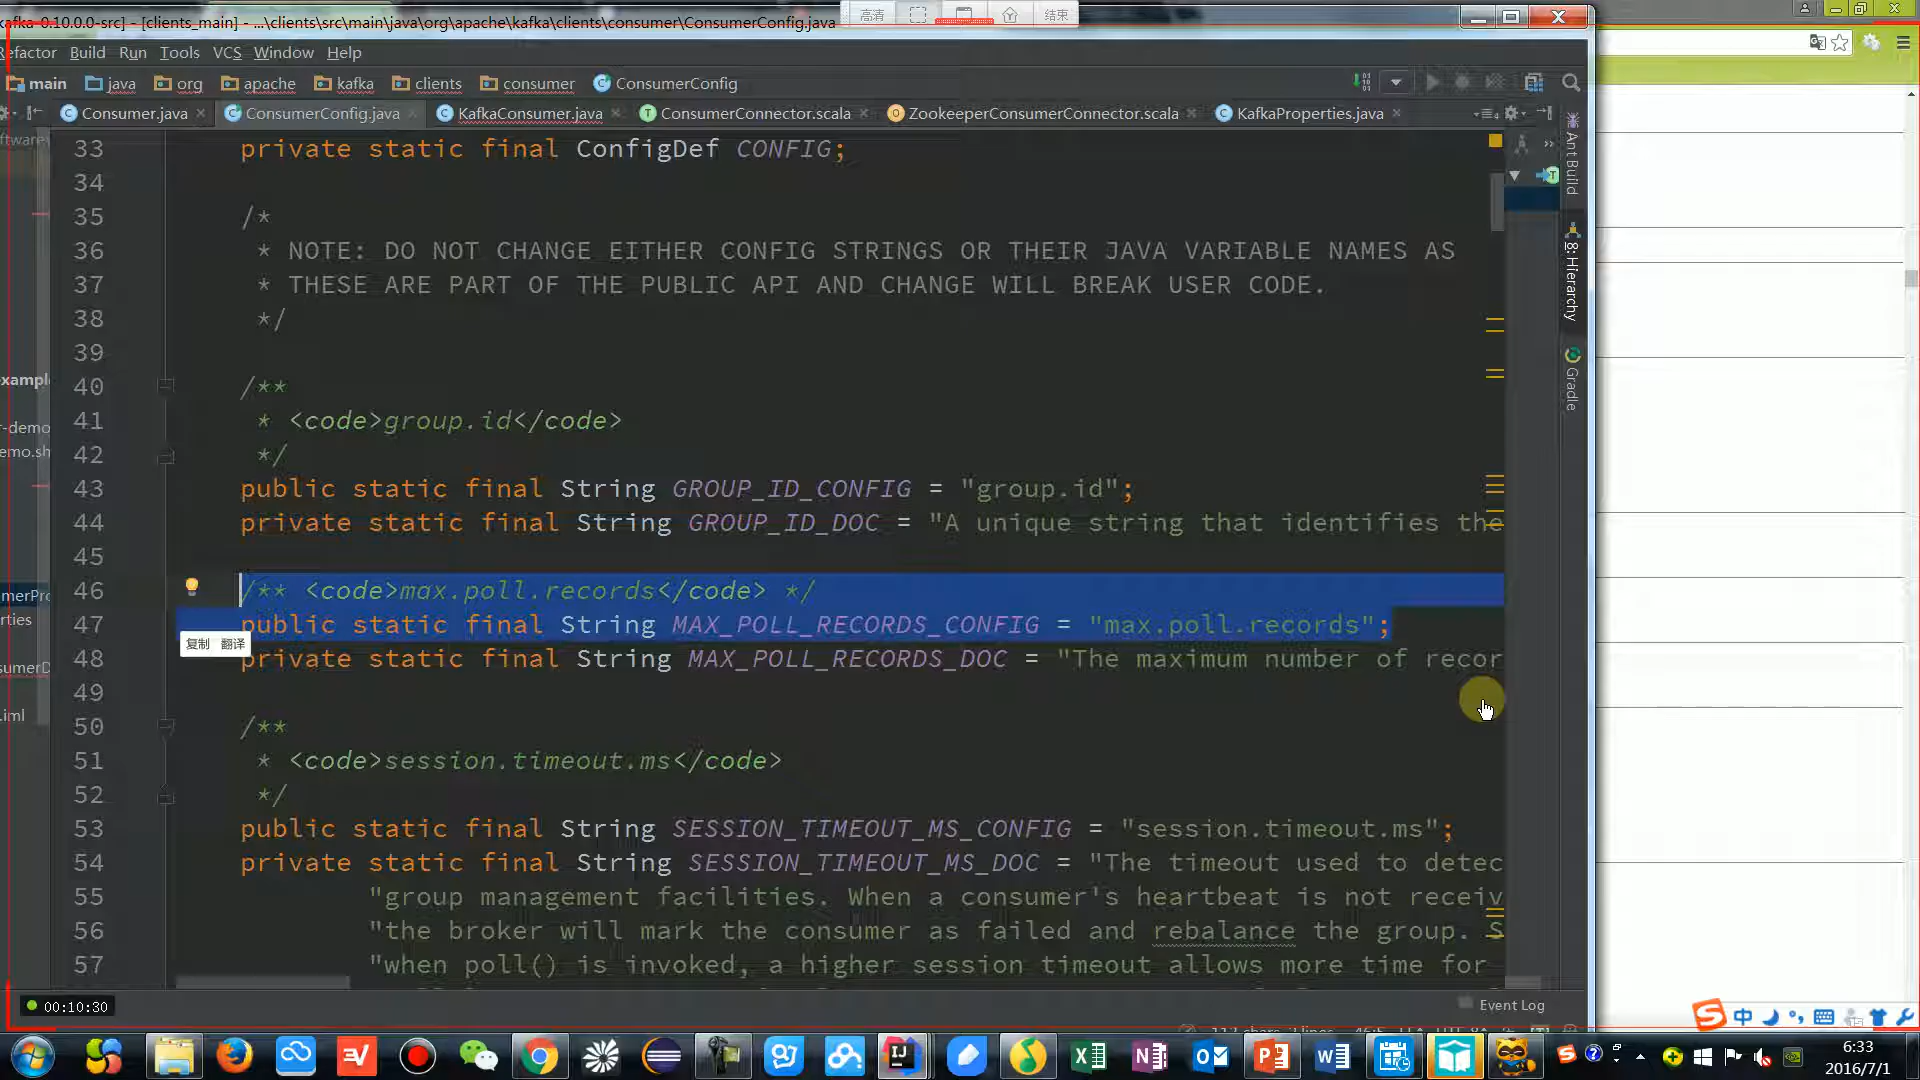 kafka-0.10.0.0-src] - [clients_main] - ...\clients\src\main\java\org\apache\kafka\clients\consumer\ConsumerConfig.java
高清 结束
Refactor Build Run Tools VCS Window Help
main java org apache kafka clients consumer ConsumerConfig
Consumer.java ConsumerConfig.java KafkaConsumer.java ConsumerConnector.scala ZookeeperConsumerConnector.scala KafkaProperties.java
33 private static final ConfigDef CONFIG;
34
35 /*
36 * NOTE: DO NOT CHANGE EITHER CONFIG STRINGS OR THEIR JAVA VARIABLE NAMES AS
37 * THESE ARE PART OF THE PUBLIC API AND CHANGE WILL BREAK USER CODE.
38 */
39
40 /**
41 * <code>group.id</code>
42 */
43 public static final String GROUP_ID_CONFIG = "group.id";
44 private static final String GROUP_ID_DOC = "A unique string that identifies the
45
46 /** <code>max.poll.records</code> */
47 public static final String MAX_POLL_RECORDS_CONFIG = "max.poll.records";
复制 翻译
48 private static final String MAX_POLL_RECORDS_DOC = "The maximum number of recor
49
50 /**
51 * <code>session.timeout.ms</code>
52 */
53 public static final String SESSION_TIMEOUT_MS_CONFIG = "session.timeout.ms";
54 private static final String SESSION_TIMEOUT_MS_DOC = "The timeout used to detec
55 "group management facilities. When a consumer's heartbeat is not receiv
56 "the broker will mark the consumer as failed and rebalance the group. S
57 "when poll() is invoked, a higher session timeout allows more time for
Ant Build
8: Hierarchy
Gradle
00:10:30
Event Log
中
6:33
2016/7/1